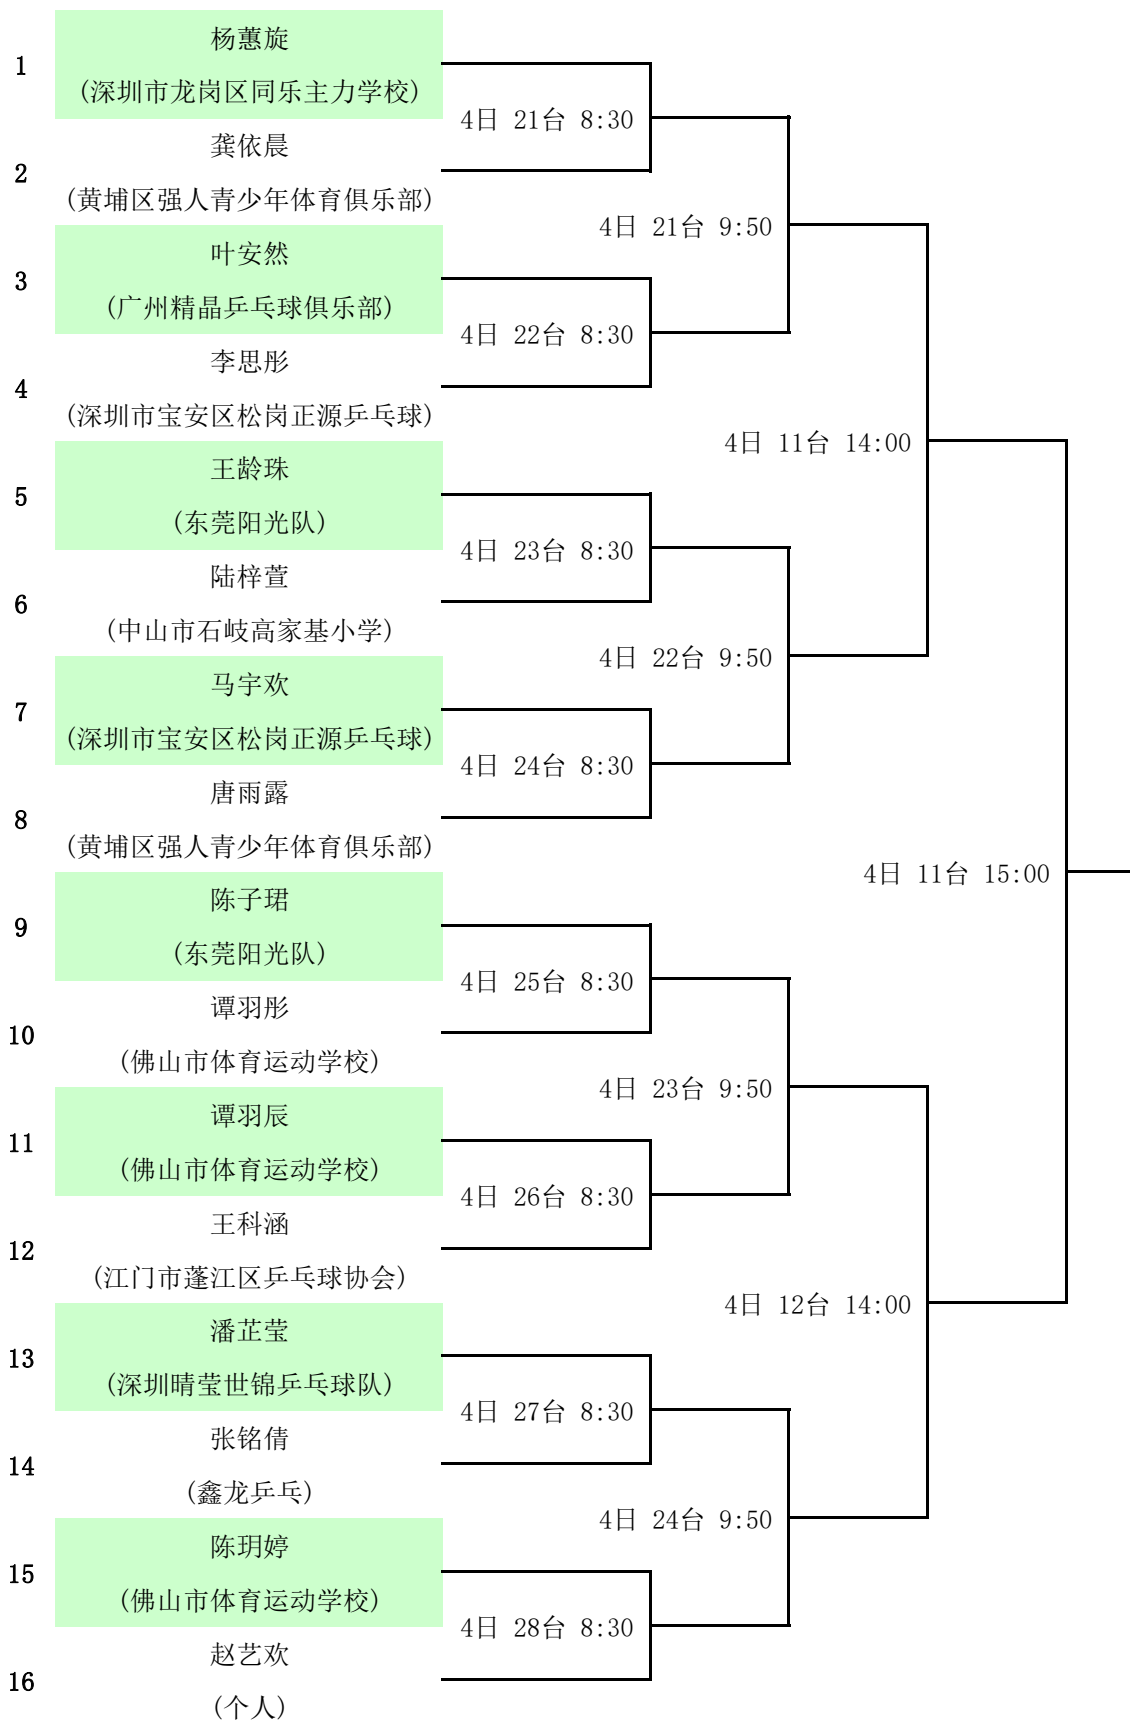 杨蕙旋
1
(深圳市龙岗区同乐主力学校)
4日 21台 8:30
龚依晨
2
(黄埔区强人青少年体育俱乐部)
4日 21台 9:50
叶安然
3
(广州精晶乒乓球俱乐部)
4日 22台 8:30
李思彤
4
(深圳市宝安区松岗正源乒乓球)
4日 11台 14:00
王龄珠
5
(东莞阳光队)
4日 23台 8:30
陆梓萱
6
(中山市石岐高家基小学)
4日 22台 9:50
马宇欢
7
(深圳市宝安区松岗正源乒乓球)
4日 24台 8:30
唐雨露
8
(黄埔区强人青少年体育俱乐部)
4日 11台 15:00
陈子珺
9
(东莞阳光队)
4日 25台 8:30
谭羽彤
10
(佛山市体育运动学校)
4日 23台 9:50
谭羽辰
11
(佛山市体育运动学校)
4日 26台 8:30
王科涵
12
(江门市蓬江区乒乓球协会)
4日 12台 14:00
潘芷莹
13
(深圳晴莹世锦乒乓球队)
4日 27台 8:30
张铭倩
14
(鑫龙乒乓)
4日 24台 9:50
陈玥婷
15
(佛山市体育运动学校)
4日 28台 8:30
赵艺欢
16
(个人)